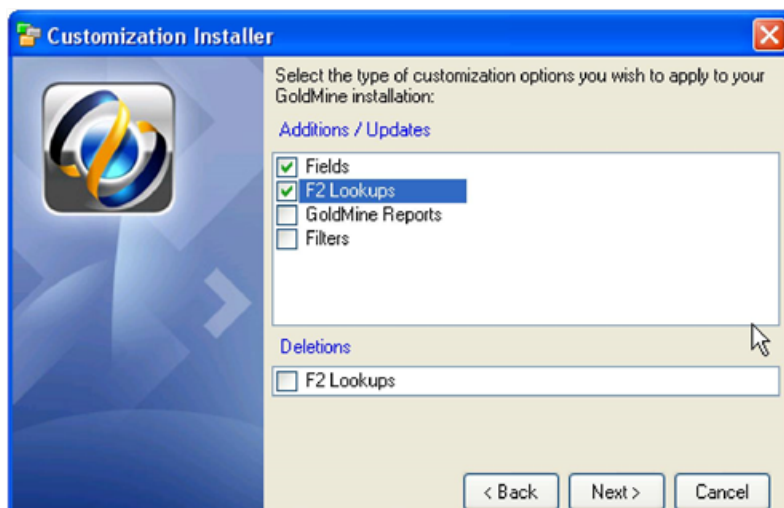 Customization Installer
Select the type of customization options you wish to apply to your
GoldMine installation:
Additions / Updates
Fields
F2 Lookups
GoldMine Reports
Filters
Deletions
F2 Lookups
< Back
Next >
Cancel